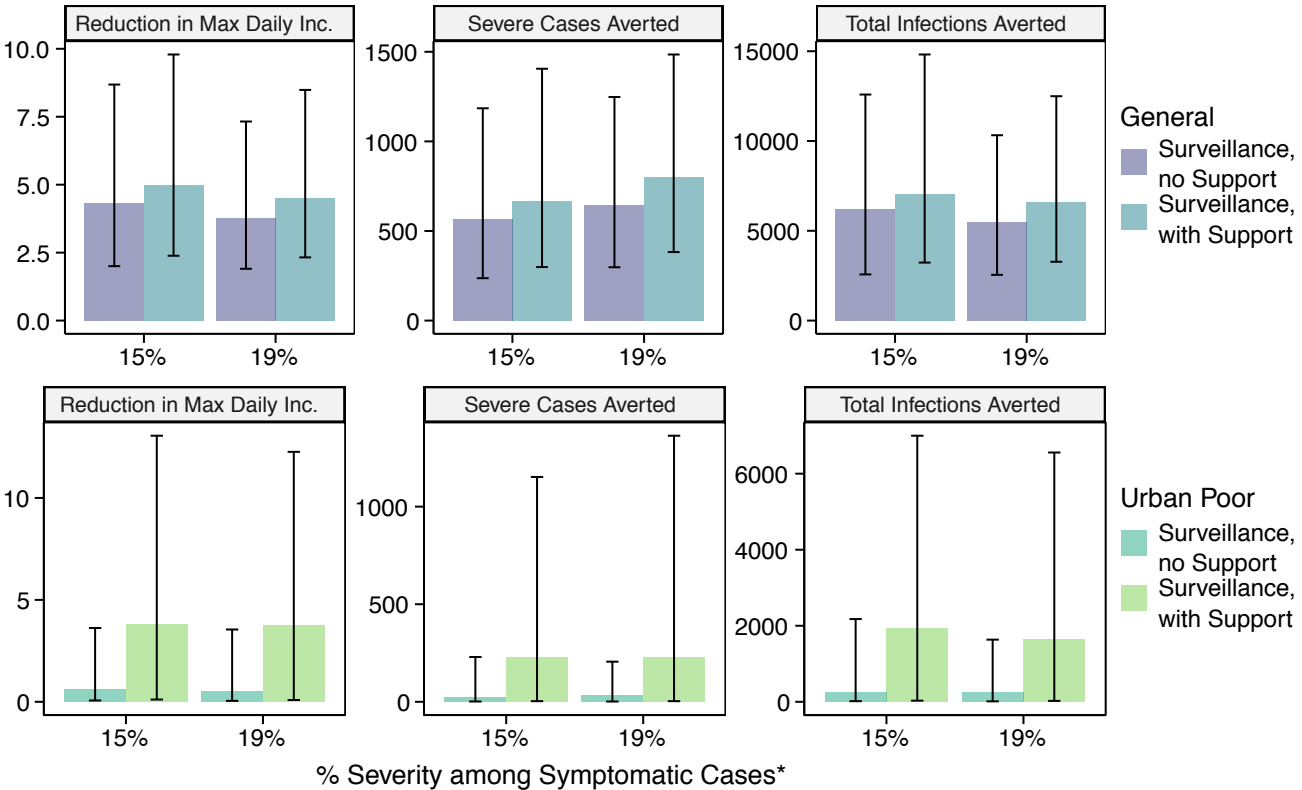 Reduction in Max Daily Inc.
Severe Cases Averted
Total Infections Averted
10.0
7.5
5.0
2.5
0.0
15%
19%
1500
1000
500
0
15%
19%
15000
10000
5000
0
15%
19%
General
Surveillance,
no Support
Surveillance,
with Support
Reduction in Max Daily Inc.
Severe Cases Averted
Total Infections Averted
10
5
0
15%
19%
1000
500
0
15%
19%
6000
4000
2000
0
15%
19%
Urban Poor
Surveillance,
no Support
Surveillance,
with Support
% Severity among Symptomatic Cases*